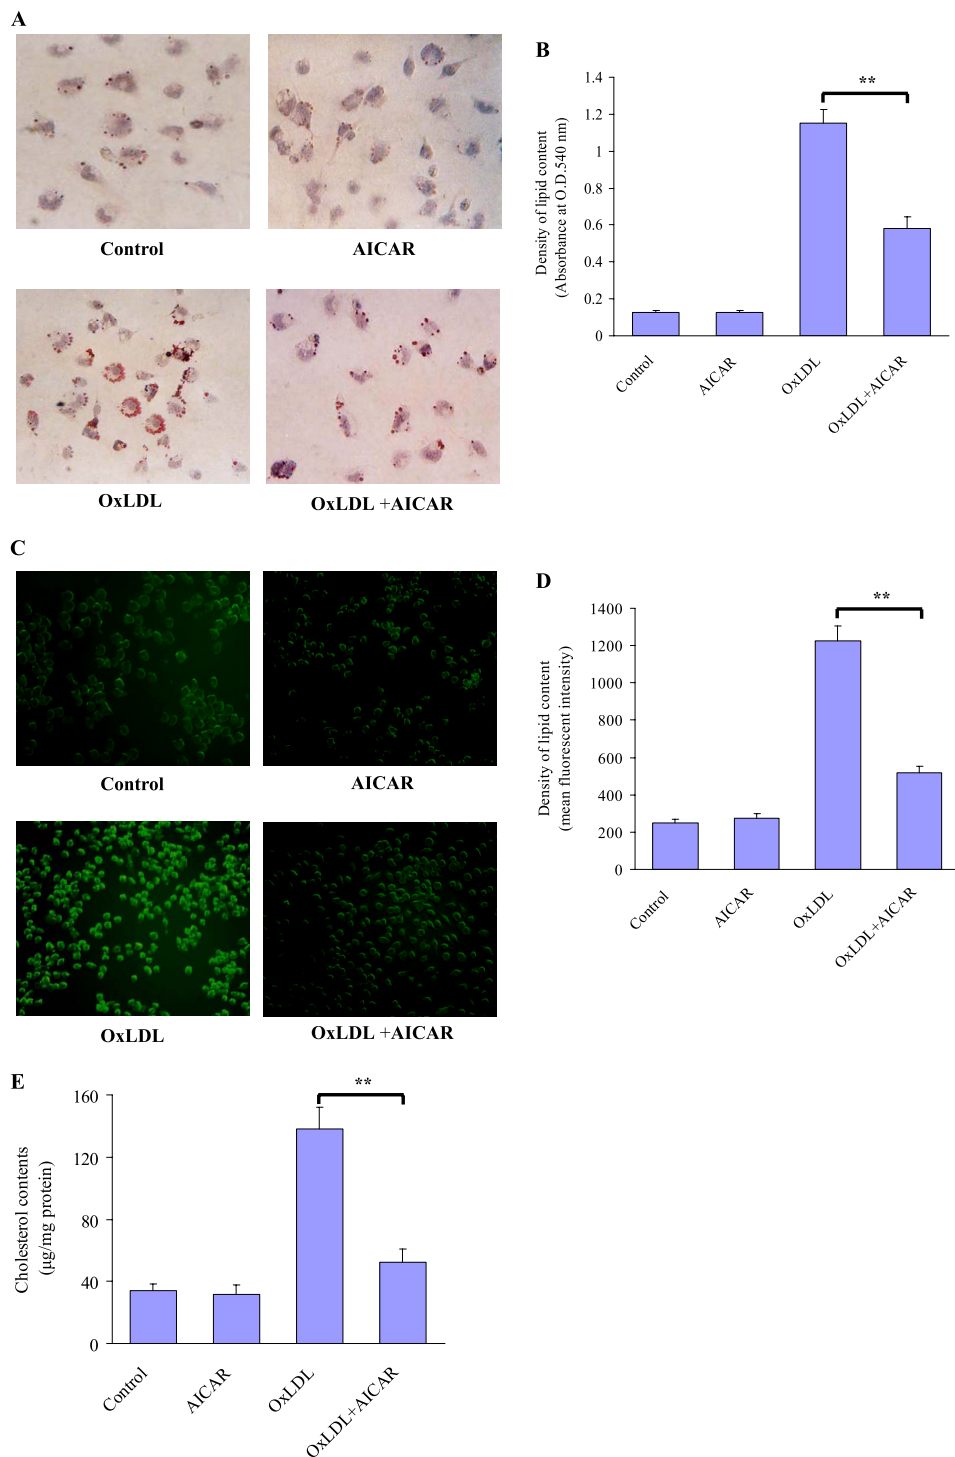 A
Control
AICAR
OxLDL
OxLDL +AICAR
B
Density of lipid content
(Absorbance at O.D.540 nm)
1.4
1.2
1
0.8
0.6
0.4
0.2
0
**
Control
AICAR
OxLDL
OxLDL+AICAR
C
Control
AICAR
OxLDL
OxLDL +AICAR
D
Density of lipid content
(mean fluorescent intensity)
1400
1200
1000
800
600
400
200
0
**
Control
AICAR
OxLDL
OxLDL+AICAR
E
Cholesterol contents
(µg/mg protein)
160
120
80
40
0
**
Control
AICAR
OxLDL
OxLDL+AICAR